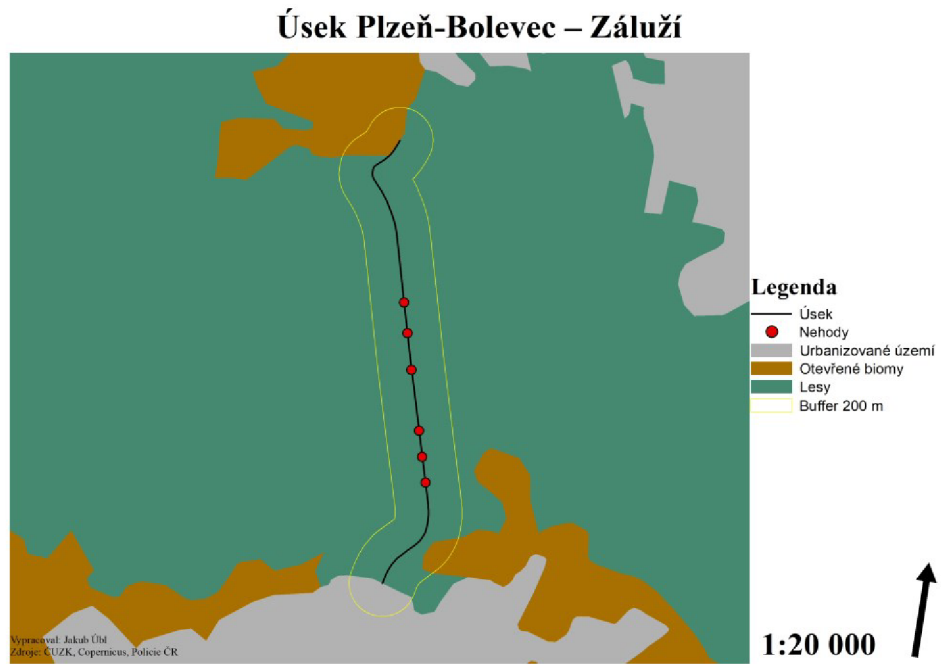 Úsek Plzeň-Bolevec – Záluží
Legenda
Úsek
Nehody
Urbanizované území
Otevřené biomy
Lesy
Buffer 200 m
Vypracoval: Jakub Úbl
Zdroje: ČUZK, Copernicus, Policie ČR
1:20 000